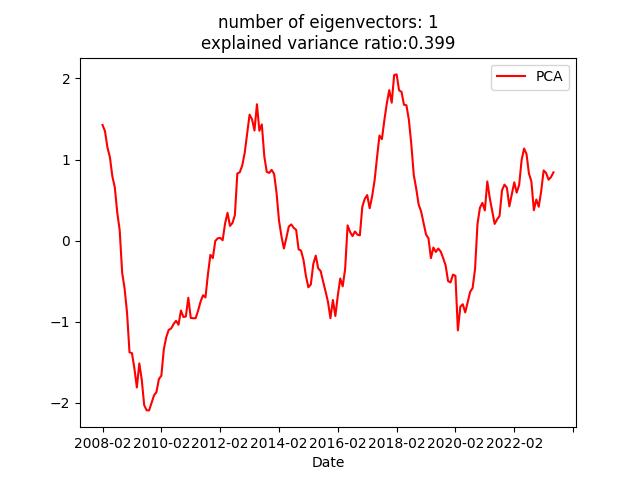 number of eigenvectors: 1
explained variance ratio:0.399
PCA
2
1
0
−1
−2
2008-02 2010-02 2012-02 2014-02 2016-02 2018-02 2020-02 2022-02
Date